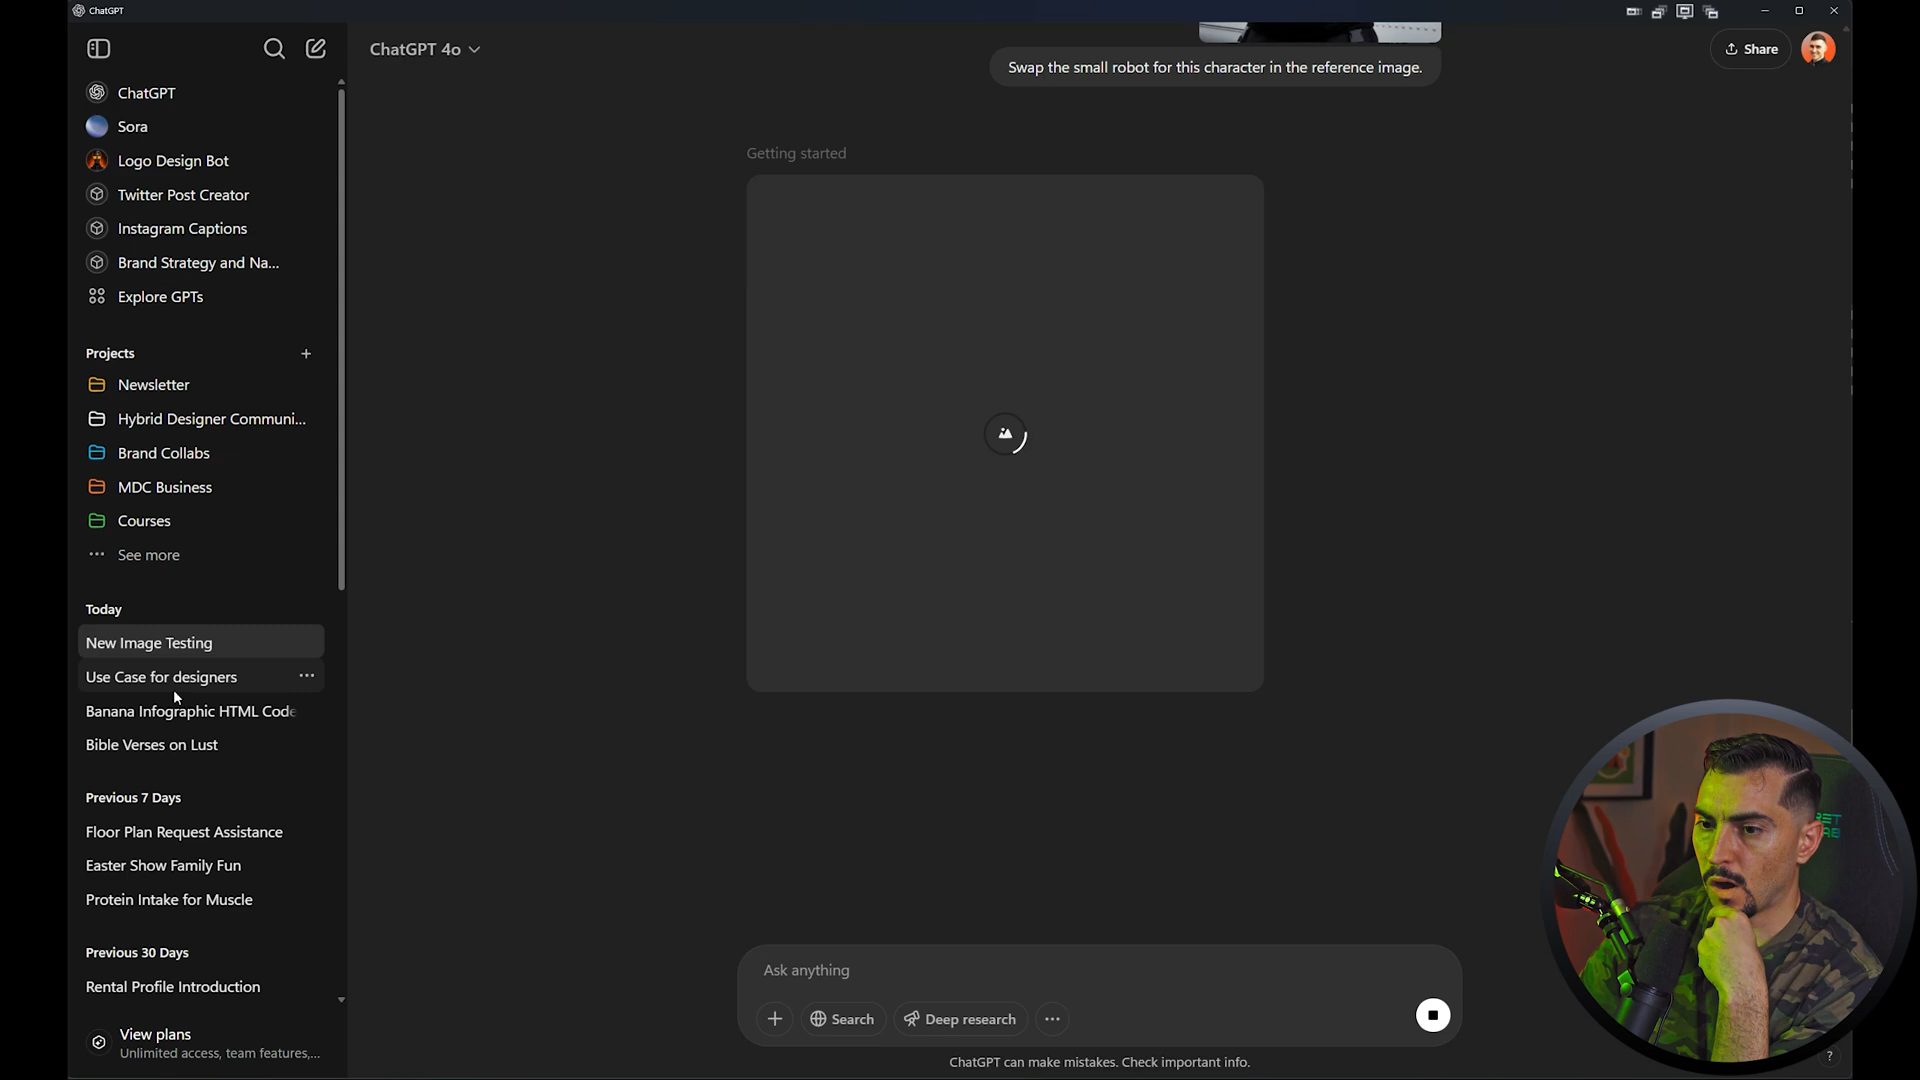 ChatGPT
ChatGPT 4o
Share
Swap the small robot for this character in the reference image.
Getting started
ChatGPT
Sora
Logo Design Bot
Twitter Post Creator
Instagram Captions
Brand Strategy and Na...
Explore GPTs
Projects
Newsletter
Hybrid Designer Communi...
Brand Collabs
MDC Business
Courses
See more
Today
New Image Testing
Use Case for designers
Banana Infographic HTML Code
Bible Verses on Lust
Previous 7 Days
Floor Plan Request Assistance
Easter Show Family Fun
Protein Intake for Muscle
Previous 30 Days
Rental Profile Introduction
View plans
Unlimited access, team features,...
Ask anything
Search
Deep research
ChatGPT can make mistakes. Check important info.
?